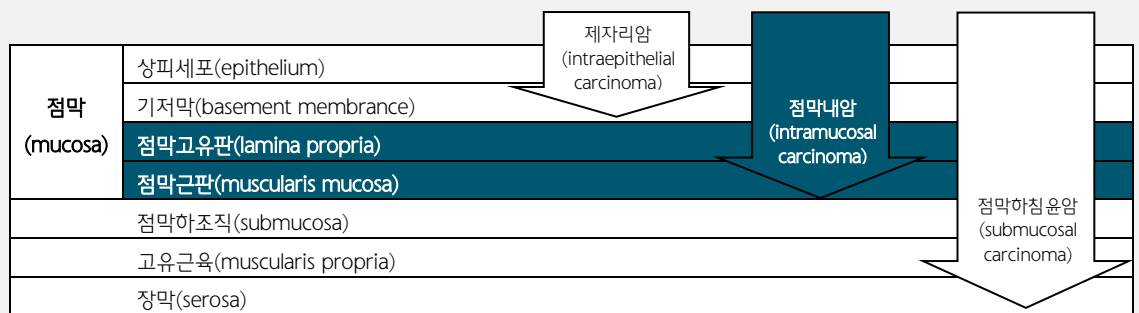 제자리암
(intraepithelial
carcinoma)
점막내암
(intramucosal
carcinoma)
점막하침윤암
(submucosal
carcinoma)
점막
(mucosa)
상피세포(epithelium)
기저막(basement membrance)
점막고유판(lamina propria)
점막근판(muscularis mucosa)
점막하조직(submucosa)
고유근육(muscularis propria)
장막(serosa)